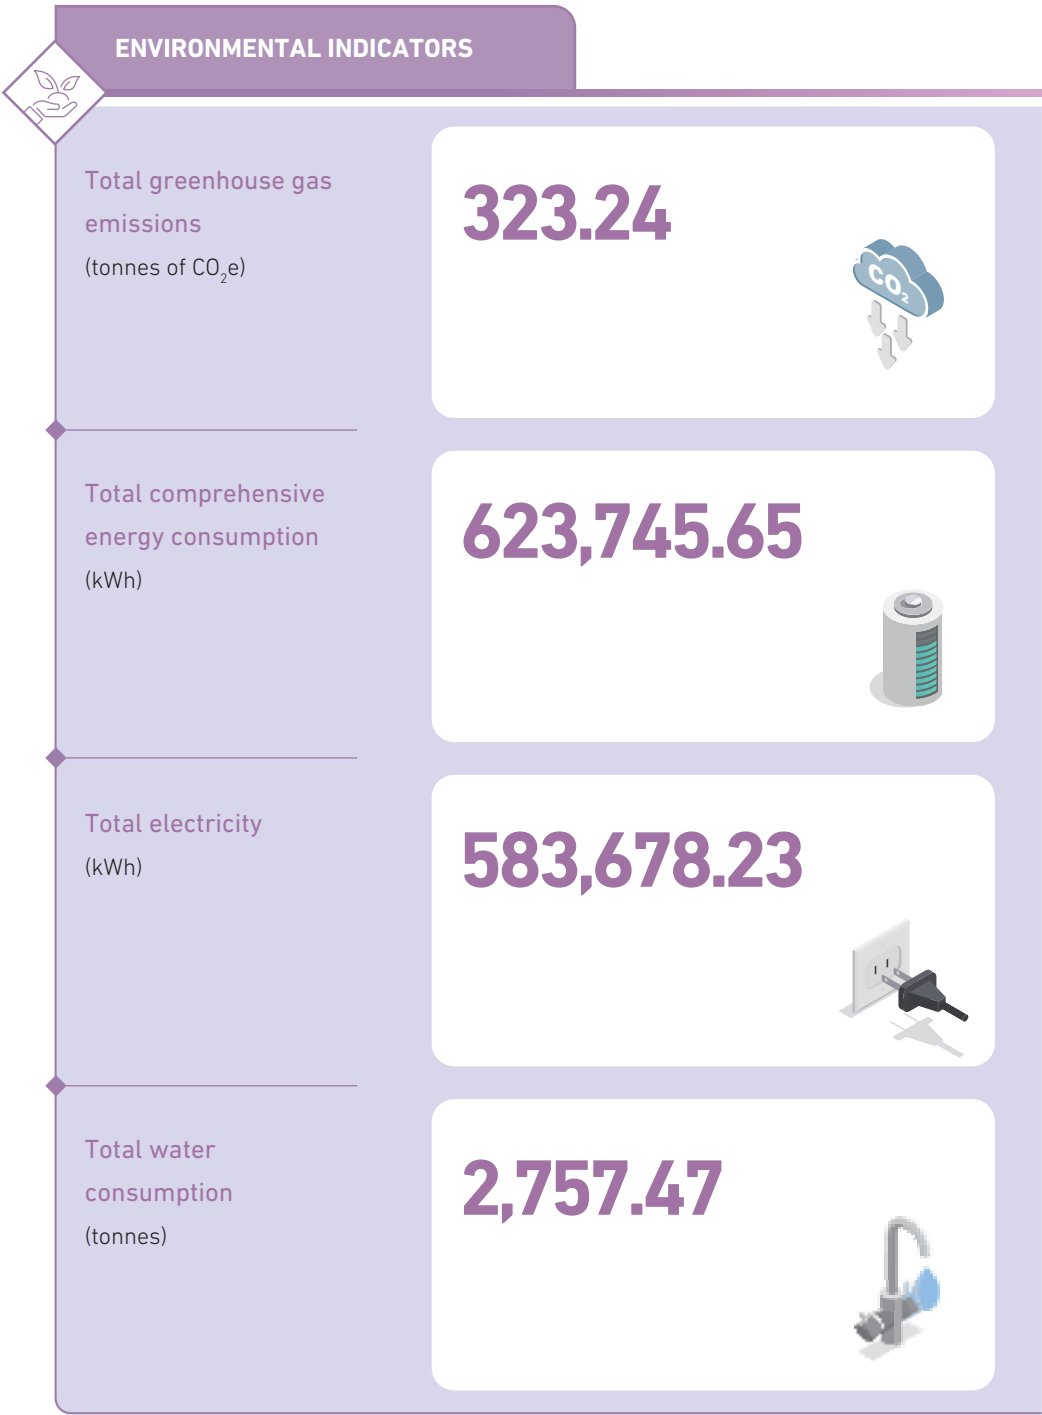 ENVIRONMENTAL INDICATORS
Total greenhouse gas
emissions
(tonnes of CO₂e)
323.24
CO₂
Total comprehensive
energy consumption
(kWh)
623,745.65
Total electricity
(kWh)
583,678.23
Total water
consumption
(tonnes)
2,757.47